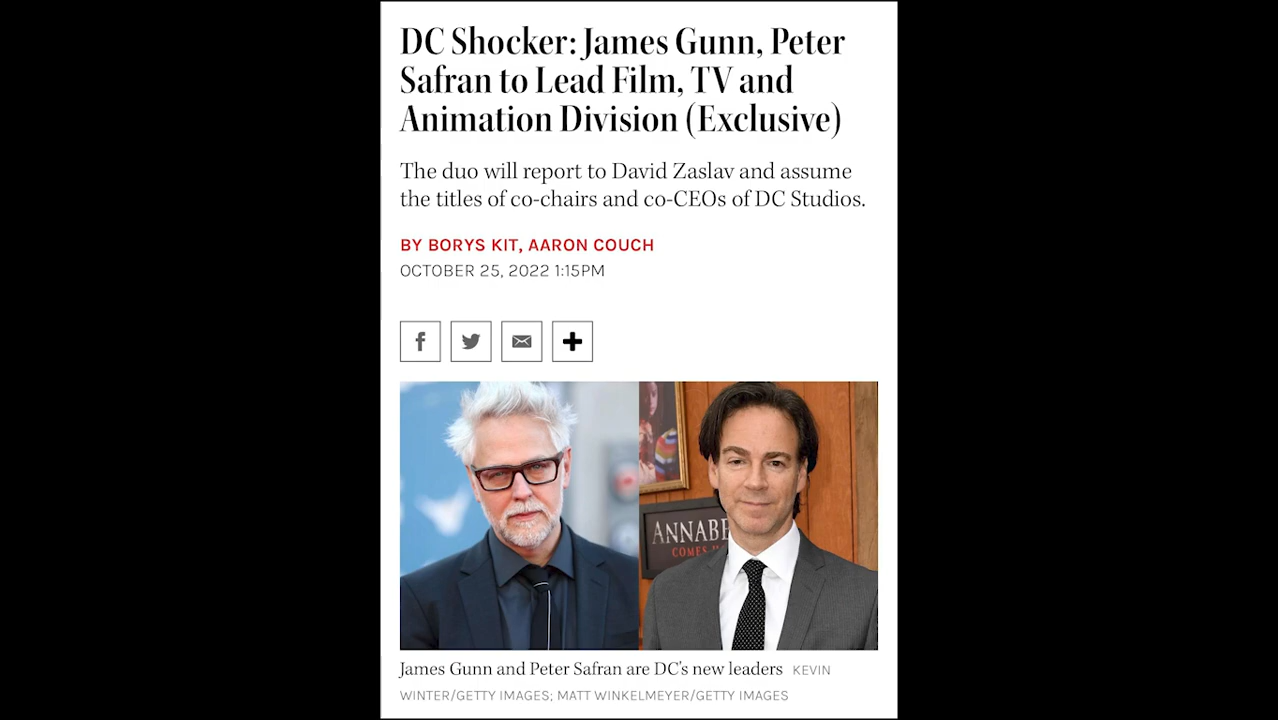 DC Shocker: James Gunn, Peter
Safran to Lead Film, TV and
Animation Division (Exclusive)
The duo will report to David Zaslav and assume
the titles of co-chairs and co-CEOs of DC Studios.
BY BORYS KIT, AARON COUCH
OCTOBER 25, 2022 1:15PM
ANNABE
COMES
James Gunn and Peter Safran are DC's new leaders KEVIN
WINTER/GETTY IMAGES; MATT WINKELMEYER/GETTY IMAGES